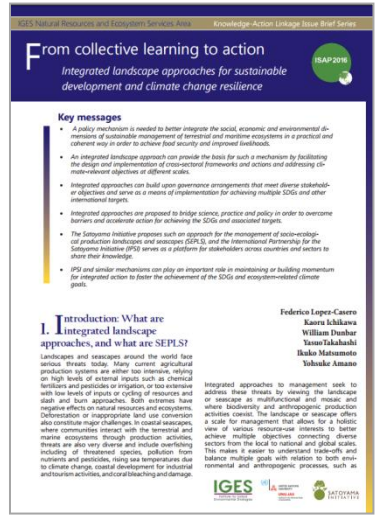 IGES Natural Resources and Ecosystem Services Area
Knowledge-Action Linkage Issue Brief Series
From collective learning to action
Integrated landscape approaches for sustainable
development and climate change resilience
ISAP2016
Key messages
• A policy mechanism is needed to better integrate the social, economic and environmental di-
mensions of sustainable management of terrestrial and maritime ecosystems in a practical and
coherent way in order to achieve food security and improved livelihoods.
• An integrated landscape approach can provide the basis for such a mechanism by facilitating
the design and implementation of cross-sectoral frameworks and actions and addressing cli-
mate-relevant objectives at different scales.
• Integrated approaches can build upon governance arrangements that meet diverse stakehold-
er objectives and serve as a means of implementation for achieving multiple SDGs and other
international targets.
• Integrated approaches are proposed to bridge science, practice and policy in order to overcome
barriers and accelerate action for achieving the SDGs and associated targets.
• The Satoyama Initiative proposes such an approach for the management of socio-ecologi-
cal production landscapes and seascapes (SEPLS), and the International Partnership for the
Satoyama Initiative (IPSI) serves as a platform for stakeholders across countries and sectors to
share their knowledge.
• IPSI and similar mechanisms can play an important role in maintaining or building momentum
for integrated action to foster the achievement of the SDGs and ecosystem-related climate
goals.
Federico Lopez-Casero
Kaoru Ichikawa
William Dunbar
YasuoTakahashi
Ikuko Matsumoto
Yohsuke Amano
1. Introduction: What are
integrated landscape
approaches, and what are SEPLS?
Landscapes and seascapes around the world face
serious threats today. Many current agricultural
production systems are either too intensive, relying
on high levels of external inputs such as chemical
fertilizers and pesticides or irrigation, or too extensive
with low levels of inputs or cycling of resources and
slash and burn approaches. Both extremes have
negative effects on natural resources and ecosystems.
Deforestation or inappropriate land use conversion
also constitute major challenges. In coastal seascapes,
where communities interact with the terrestrial and
marine ecosystems through production activities,
threats are also very diverse and include overfishing
including of threatened species, pollution from
nutrients and pesticides, rising sea temperatures due
to climate change, coastal development for industrial
and tourism activities, and coral bleaching and damage.
Integrated approaches to management seek to
address these threats by viewing the landscape
or seascape as multifunctional and mosaic and
where biodiversity and anthropogenic production
activities coexist. The landscape or seascape offers
a scale for management that allows for a holistic
view of various resource-use interests to better
achieve multiple objectives connecting diverse
sectors from the local to national and global scales.
This makes it easier to understand trade-offs and
balance multiple goals with relation to both envi-
ronmental and anthropogenic processes, such as
IGES
SATOYAMA
INITIATIVE